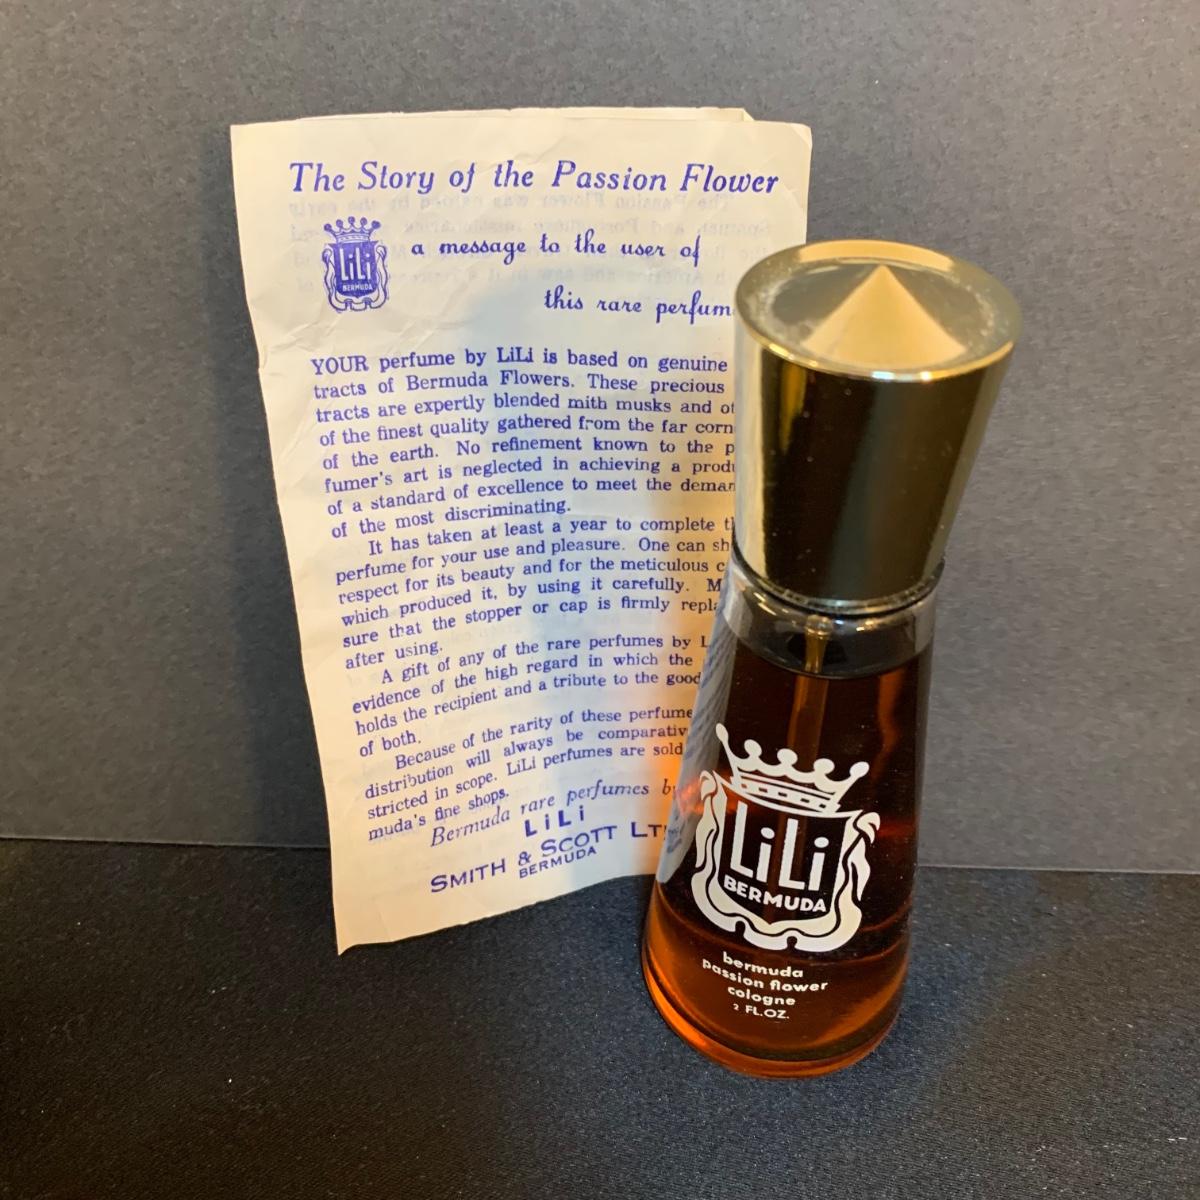 The Story of the Passion Flower
LiLi
BERMUDA
a message to the user of
this rare perfum
YOUR perfume by LiLi is based on genuine
tracts of Bermuda Flowers. These precious
tracts are expertly blended mith musks and ot
of the finest quality gathered from the far corn
of the earth. No refinement known to the p
fumer's art is neglected in achieving a produ
of a standard of excellence to meet the deman
of the most discriminating.
It has taken at least a year to complete t
perfume for your use and pleasure. One can sh
respect for its beauty and for the meticulous c
which produced it, by using it carefully. M
sure that the stopper or cap is firmly repla
after using.
A gift of any of the rare perfumes by L
evidence of the high regard in which the
holds the recipient and a tribute to the good
of both.
Because of the rarity of these perfume
distribution will always be comparativ
stricted in scope. LiLi perfumes are sold
muda's fine shops.
Bermuda rare perfumes b
LiLi
SMITH & SCOTT LT
BERMUDA
LiLi
BERMUDA
bermuda
passion flower
cologne
2 FL.OZ.